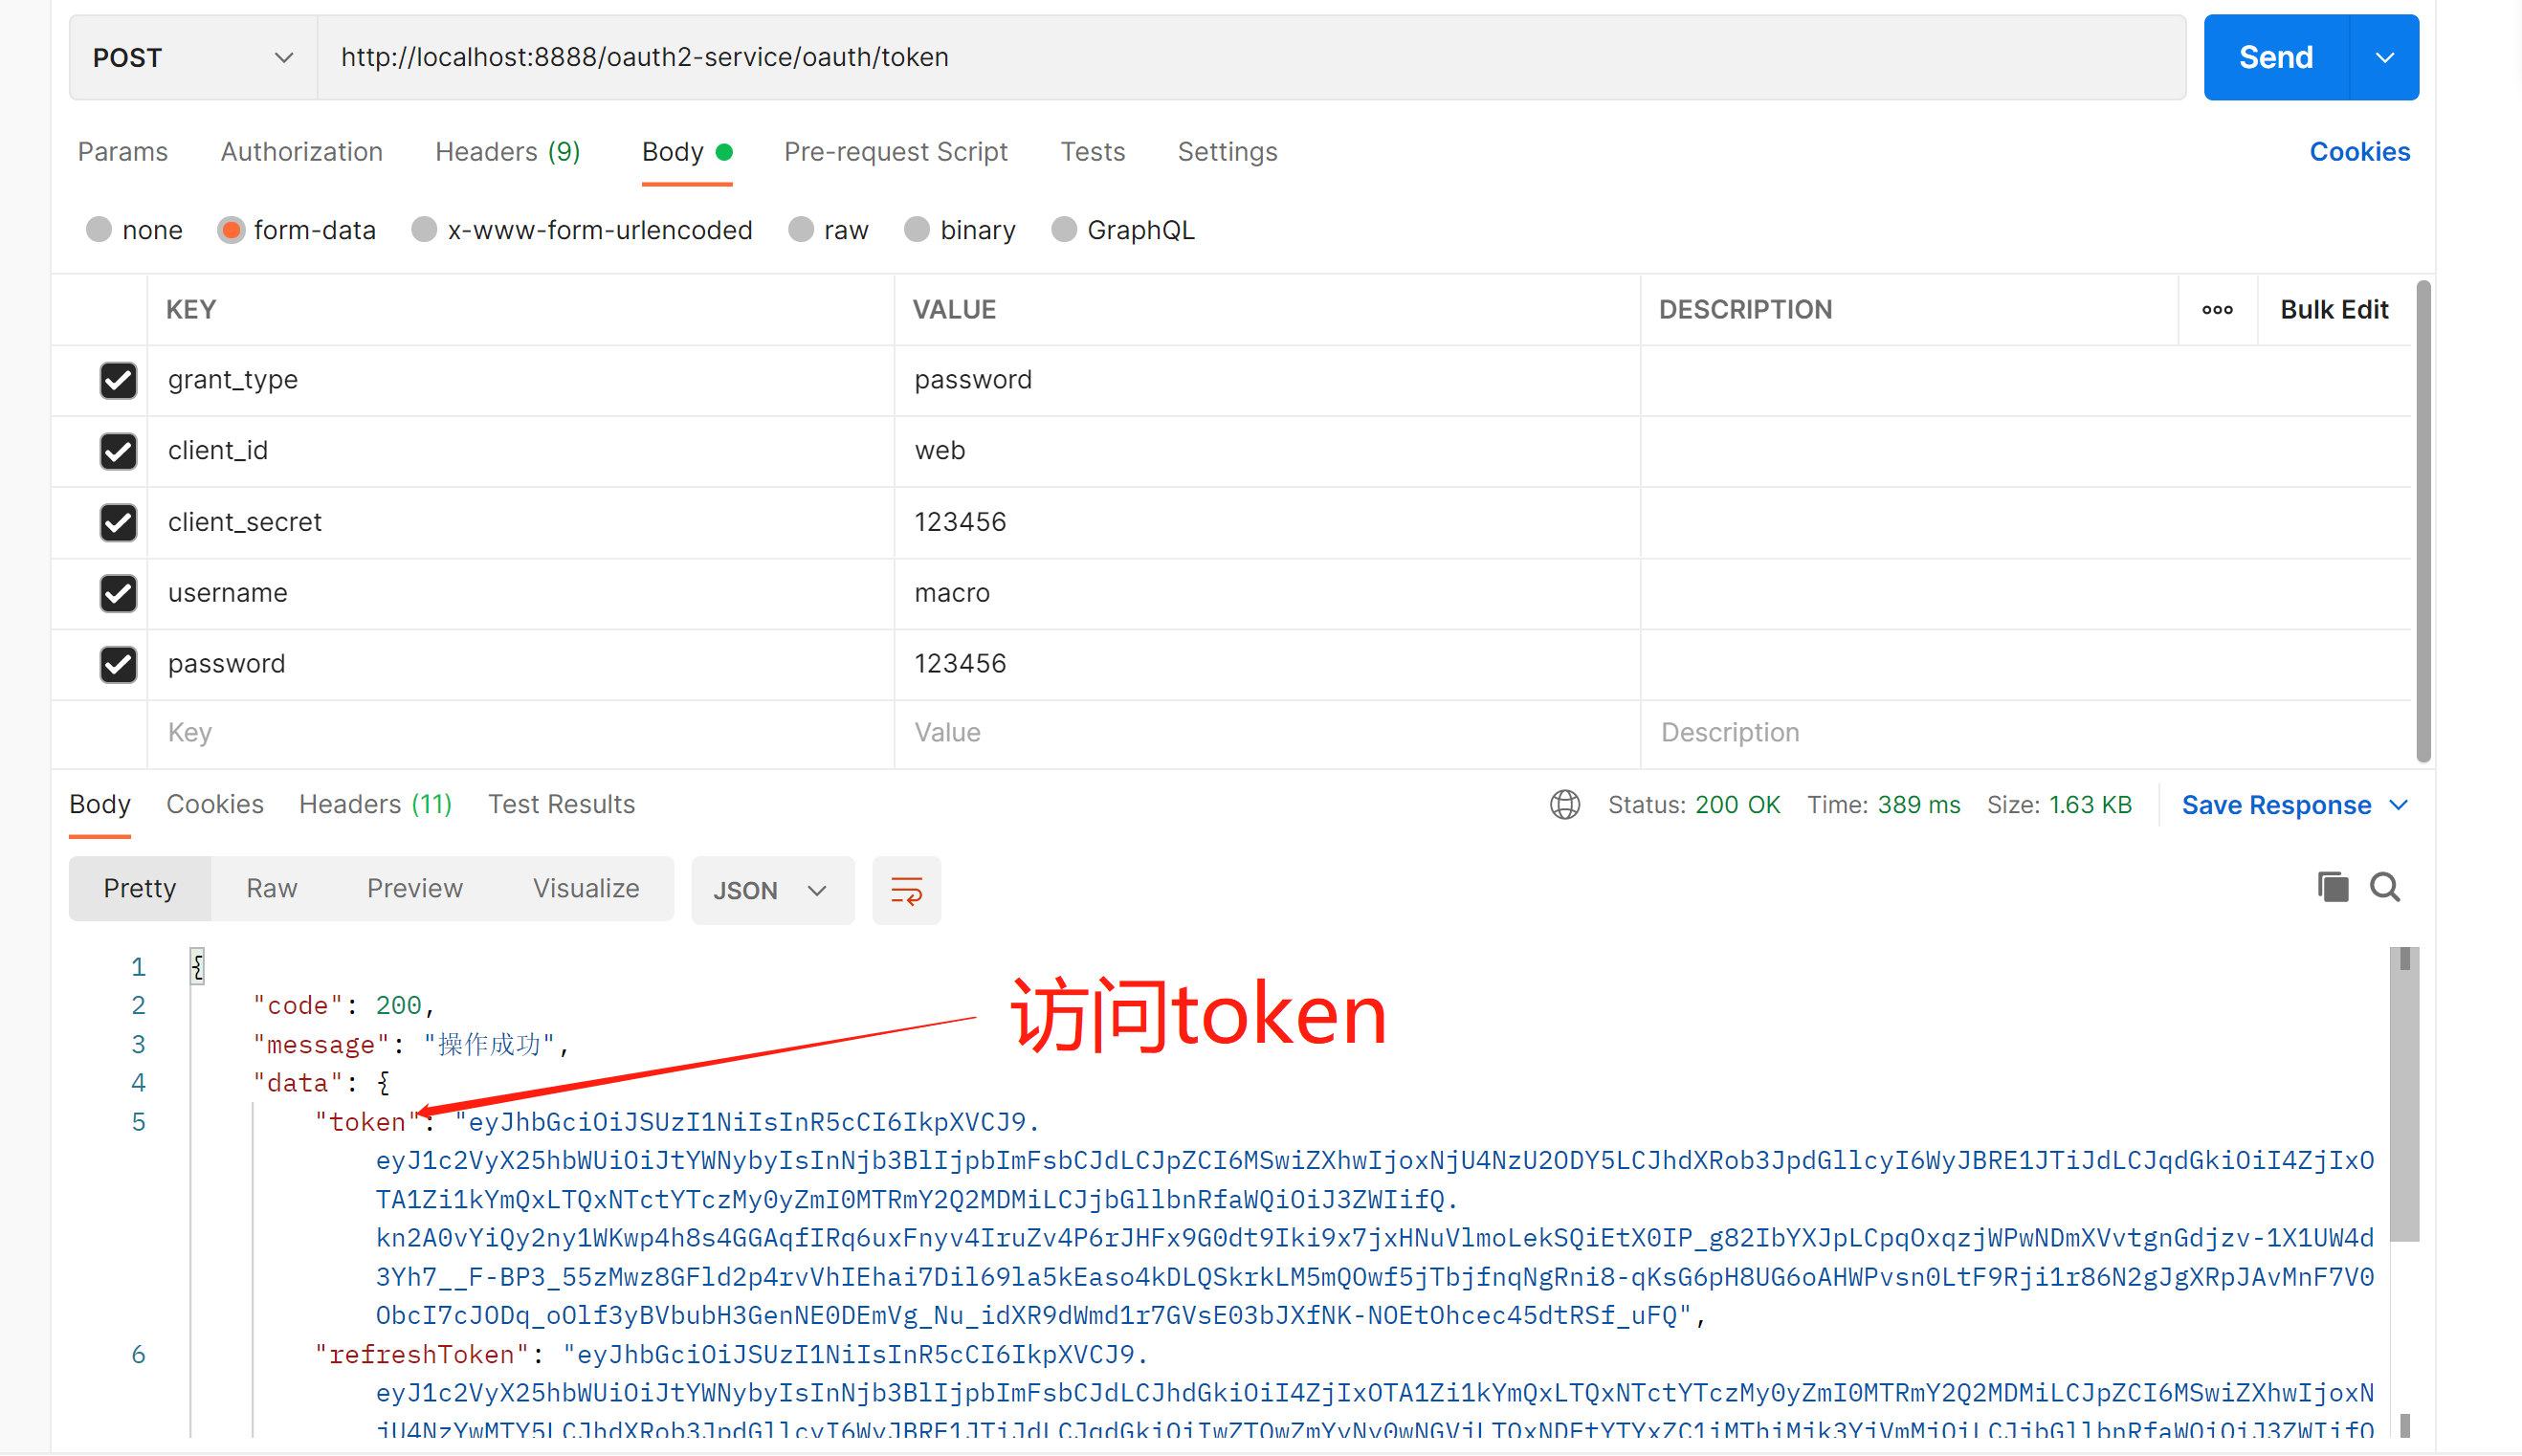 POST http://localhost:8888/oauth2-service/oauth/token Send
Params Authorization Headers (9) Body Pre-request Script Tests Settings Cookies
none form-data x-www-form-urlencoded raw binary GraphQL
KEY VALUE DESCRIPTION Bulk Edit
grant_type password
client_id web
client_secret 123456
username macro
password 123456
Key Value Description
Body Cookies Headers (11) Test Results Status: 200 OK Time: 389 ms Size: 1.63 KB Save Response
Pretty Raw Preview Visualize JSON
1 {
2 "code": 200,
访问token
3 "message": "操作成功",
4 "data": {
5 "token": "eyJhbGciOiJSUzI1NiIsInR5cCI6IkpXVCJ9.
eyJ1c2VyX25hbWUiOiJtYWNybyIsInNjb3BlIjpbImFsbCJdLCJpZCI6MSwiZXhwIjoxNjU4NzU2ODY5LCJhdXRob3JpdGllcyI6WyJBRE1JTiJdLCJqdGkiOiI4ZjIxO
TA1Zi1kYmQxLTQxNTctYTczMy0yZmI0MTRmY2Q2MDMiLCJjbGllbnRfaWQiOiJ3ZWIifQ.
kn2A0vYiQy2ny1WKwp4h8s4GGAqfIRq6uxFnyv4IruZv4P6rJHFx9G0dt9Iki9x7jxHNuVlmoLekSQiEtX0IP_g82IbYXJpLCpqOxqzjWPwNDmXVvtgnGdjzv-1X1UW4d
3Yh7__F-BP3_55zMwz8GFld2p4rvVhIEhai7Dil69la5kEaso4kDLQSkrkLM5mQOwf5jTbjfnqNgRni8-qKsG6pH8UG6oAHWPvsn0LtF9Rji1r86N2gJgXRpJAvMnF7V0
ObcI7cJODq_oOlf3yBVbubH3GenNE0DEmVg_Nu_idXR9dWmd1r7GVsE03bJXfNK-NOEtOhcec45dtRSf_uFQ",
6 "refreshToken": "eyJhbGciOiJSUzI1NiIsInR5cCI6IkpXVCJ9.
eyJ1c2VyX25hbWUiOiJtYWNybyIsInNjb3BlIjpbImFsbCJdLCJhdGkiOiI4ZjIxOTA1Zi1kYmQxLTQxNTctYTczMy0yZmI0MTRmY2Q2MDMiLCJpZCI6MSwiZXhwIjoxN